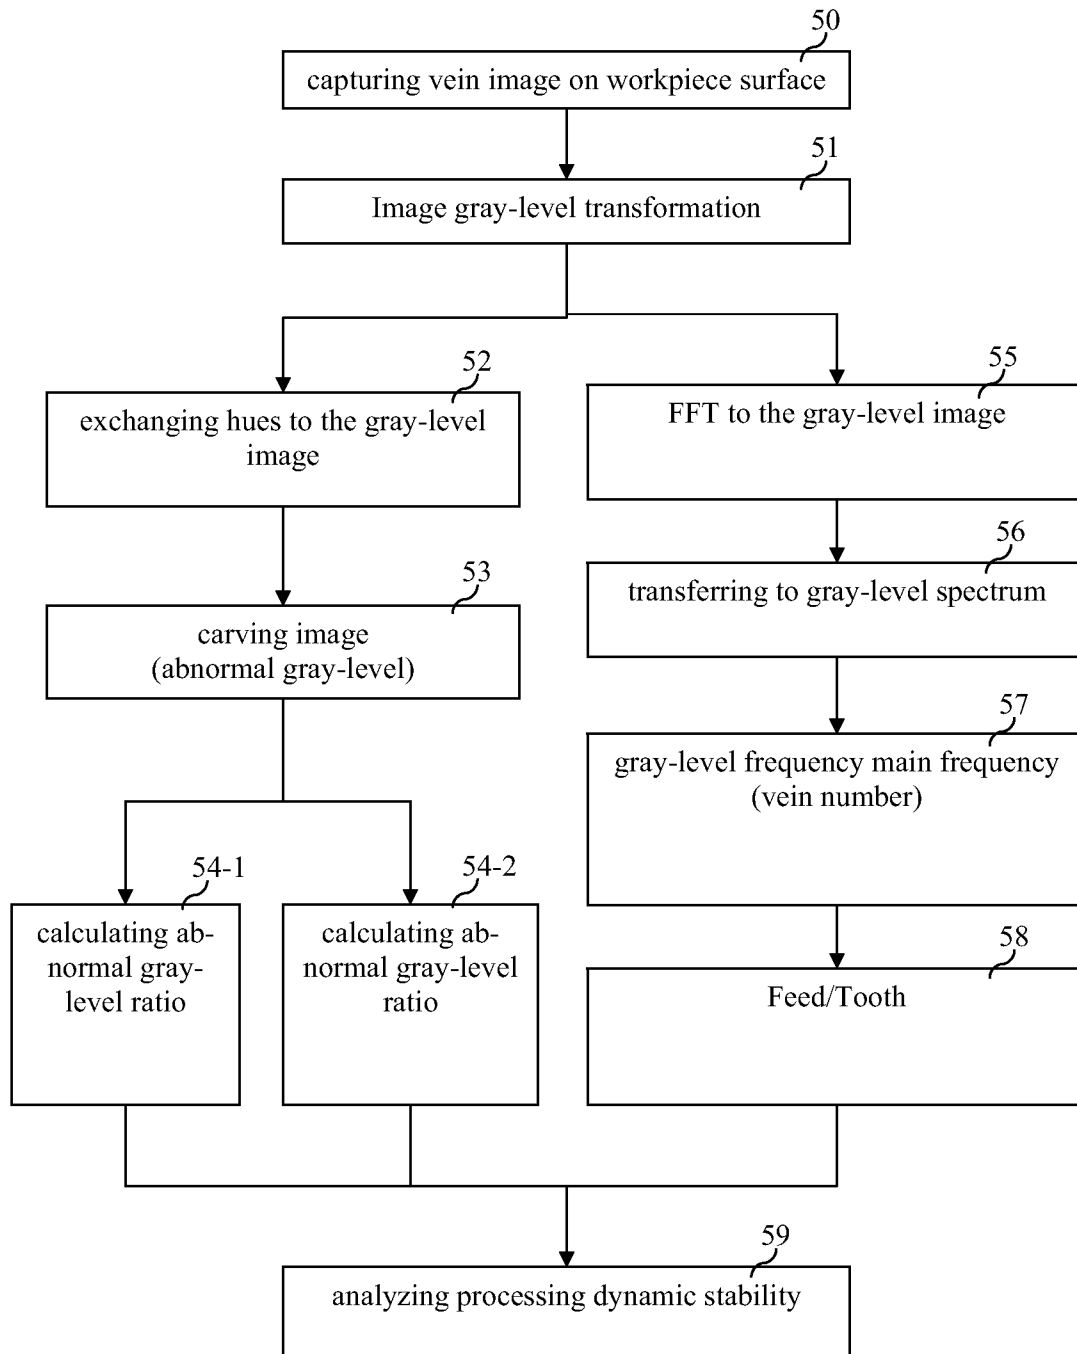 50
capturing vein image on workpiece surface
51
Image gray-level transformation
52
exchanging hues to the gray-level
image
53
carving image
(abnormal gray-level)
54-1
calculating ab-
normal gray-
level ratio
54-2
calculating ab-
normal gray-level
ratio
55
FFT to the gray-level image
56
transferring to gray-level spectrum
57
gray-level frequency main frequency
(vein number)
58
Feed/Tooth
59
analyzing processing dynamic stability